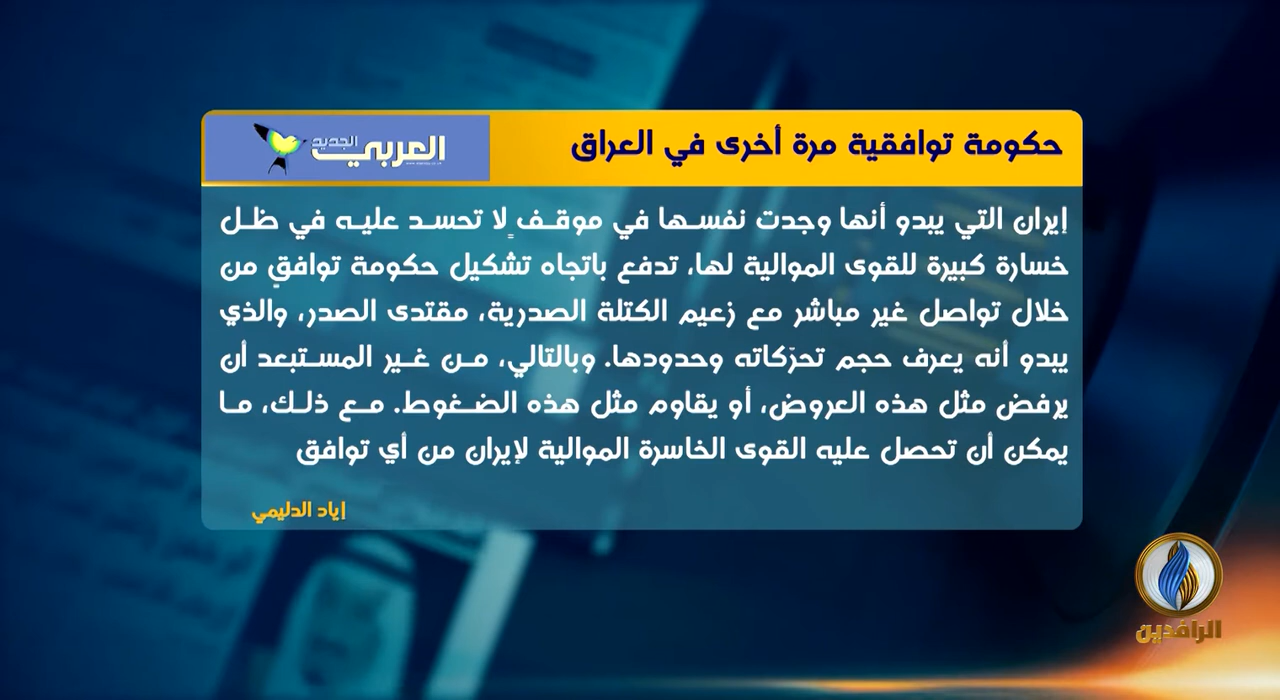 حكومة توافقية مرة أخرى في العراق
العربي الجديد
إيران التي يبدو أنها وجدت نفسها في موقفٍ لا تحسد عليه في ظل
خسارة كبيرة للقوى الموالية لها، تدفع باتجاه تشكيل حكومة توافقٍ من
خلال تواصل غير مباشر مع زعيم الكتلة الصدرية، مقتدى الصدر، والذي
يبدو أنه يعرف حجم تحرّكاته وحدودها. وبالتالي، من غير المستبعد أن
يرفض مثل هذه العروض، أو يقاوم مثل هذه الضغوط. مع ذلك، ما
يمكن أن تحصل عليه القوى الخاسرة الموالية لإيران من أي توافق
إياد الدليمي
الرافدين